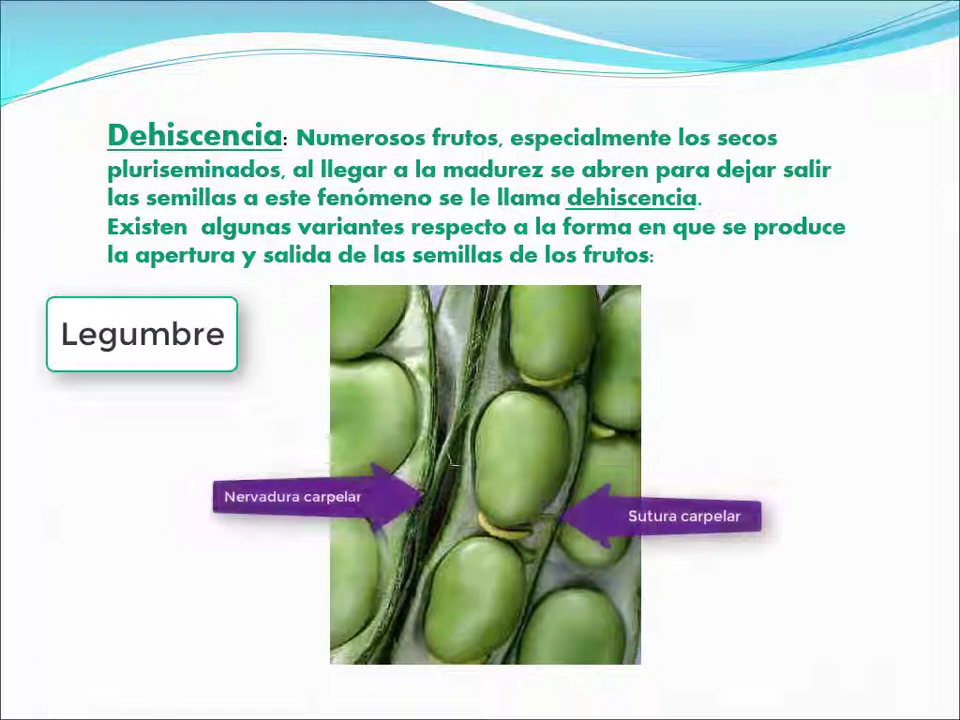 Dehiscencia: Numerosos frutos, especialmente los secos
pluriseminados, al llegar a la madurez se abren para dejar salir
las semillas a este fenómeno se le llama dehiscencia.
Existen algunas variantes respecto a la forma en que se produce
la apertura y salida de las semillas de los frutos:
Legumbre
Nervadura carpelar
Sutura carpelar